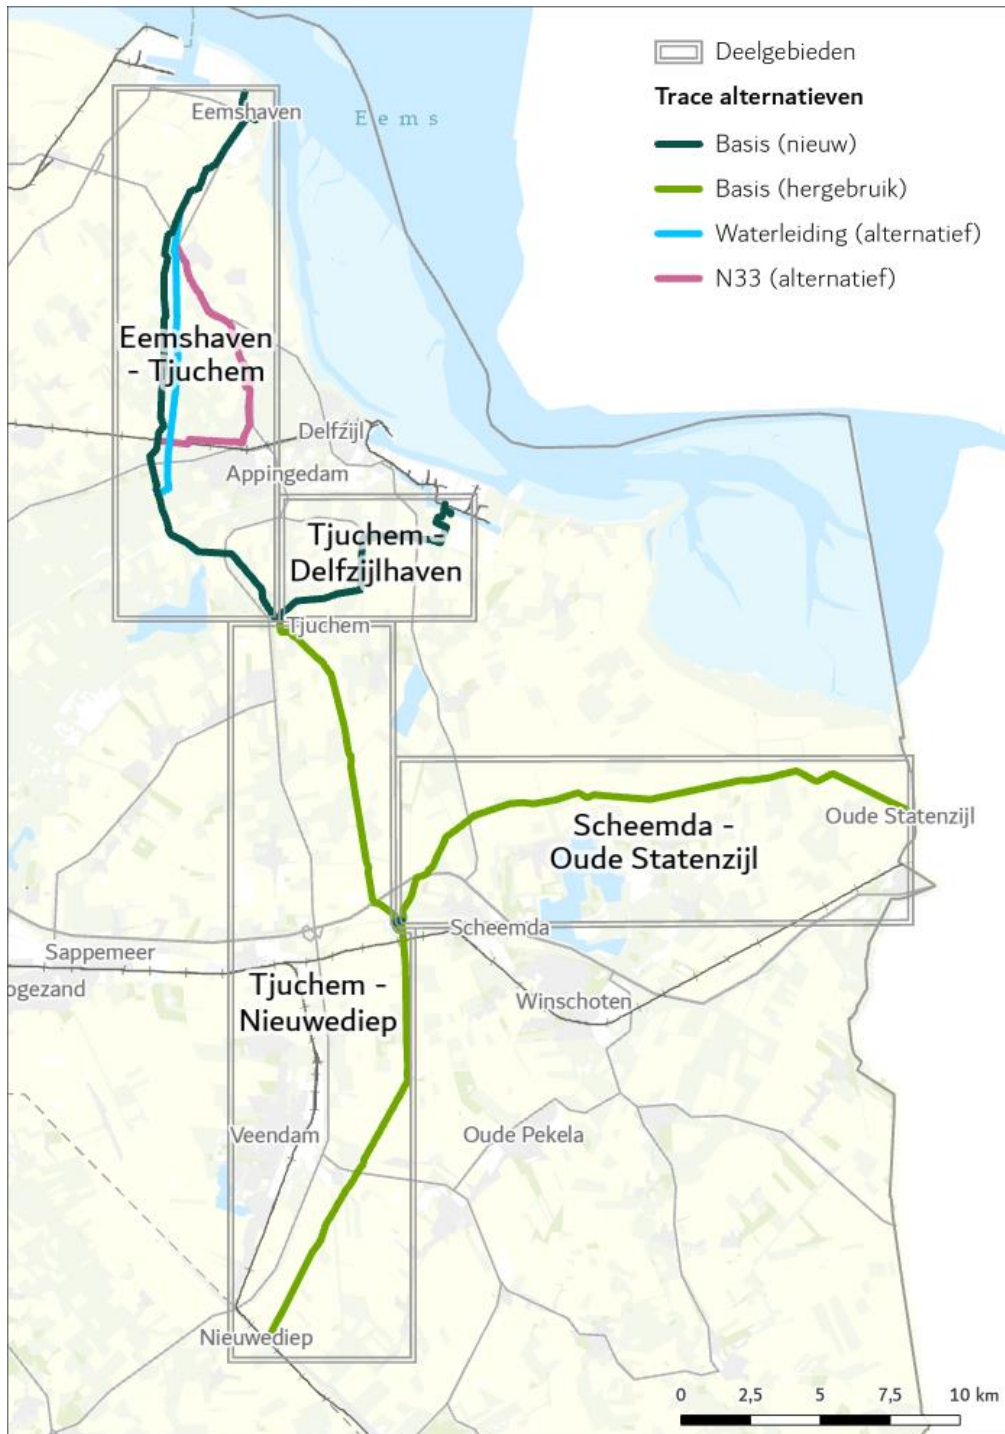 Deelgebieden
Trace alternatieven
Basis (nieuw)
Basis (hergebruik)
Waterleiding (alternatief)
N33 (alternatief)
Eemshaven
Eems
Eemshaven
- Tjuchem
Delfzijl
Appingedam
Tjuchem -
Delfzijlhaven
Tjuchem
Oude Statenzijl
Scheemda -
Oude Statenzijl
Scheemda
Sappemeer
ogezand
Tjuchem -
Nieuwediep
Winschoten
Veendam
Oude Pekela
Nieuwediep
0 2,5 5 7,5 10 km